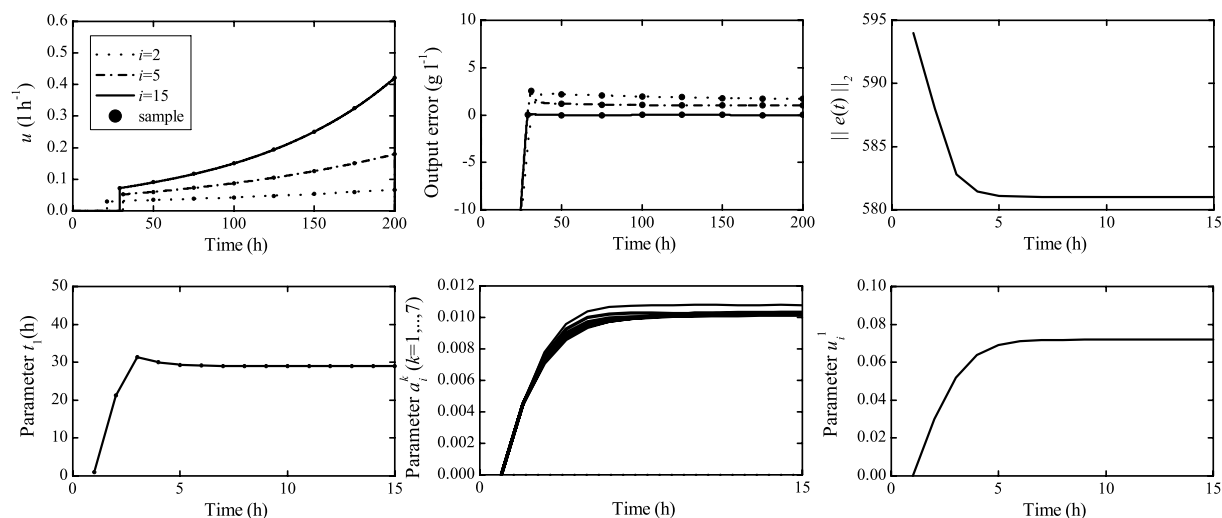 0.6
0.5
0.4
0.3
0.2
0.1
0.0
u (l h⁻¹)
i=2
i=5
i=15
sample
50 100 150 200
Time (h)
10
5
0
-5
-10
Output error (g l⁻¹)
0 50 100 150 200
Time (h)
595
590
585
580
|| e(t) ||₂
0 5 10 15
Time (h)
50
40
30
20
10
0
Parameter t₁(h)
0 5 10 15
Time (h)
0.012
0.010
0.008
0.006
0.004
0.002
0.000
Parameter aᵢᵏ (k=1,..,7)
0 15
Time (h)
0.10
0.08
0.06
0.04
0.02
0.00
Parameter uᵢ¹
0 5 10 15
Time (h)